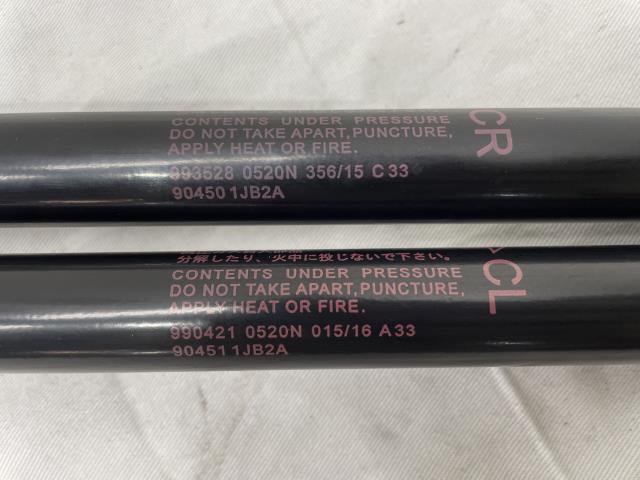 CONTENTS UNDER PRESSURE
DO NOT TAKE APART,PUNCTURE,
APPLY HEAT OR FIRE.
993528 0520N 356/15 C33
90450 1JB2A
CR
分解したり、火中に投じないで下さい。
CONTENTS UNDER PRESSURE
DO NOT TAKE APART,PUNCTURE,
APPLY HEAT OR FIRE.
990421 0520N 015/16 A33
90451 1JB2A
CL